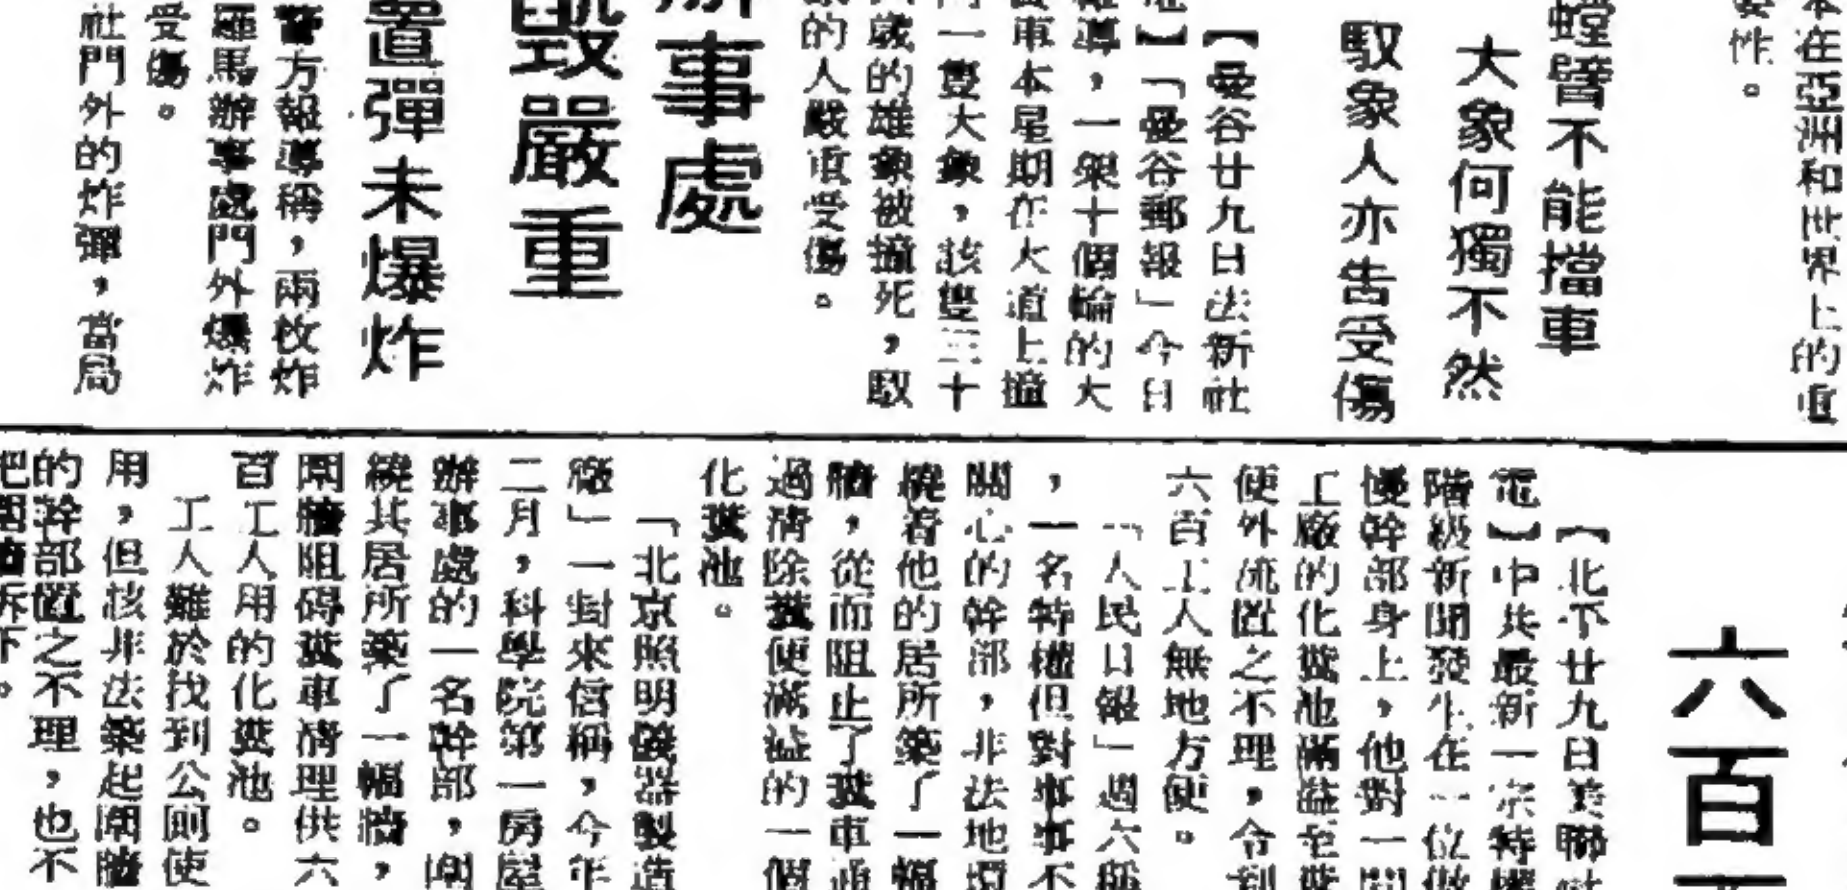 本在亞洲和世界上的重
要性。
螳臂不能擋車
大象何獨不然
馭象人亦告受傷
【曼谷廿九日法新社
電】「曼谷郵報」今日
報導，一架十個輪的大
貨車本星期在大道上撞
一隻大象，該隻三十
歲的雄象被撞死，馭
象的人嚴重受傷。
辦事處
毀嚴重
置彈未爆炸
警方報導稱，兩枚炸
羅馬辦事處門外爆炸
受傷。
社門外的炸彈，當局
六百
【北平廿九日美聯社
電】中共最新一宗特權
階級新聞發生在一位傲
慢幹部身上，他對一間
工廠的化糞池滿溢至糞
便外流置之不理，令到
六百工人無地方便。
「人民日報」週六稱
，一名特權但對事事不
關心的幹部，非法地環
繞着他的居所築了一幅
牆，從而阻止了糞車通
過清除糞便滿溢的一個
化糞池。
「北京照明儀器製造
廠」一封來信稱，今年
二月，科學院第一房屋
辦事處的一名幹部，圍
繞其居所築了一幅牆，
圍牆阻碍糞車清理供六
百工人用的化糞池。
工人難於找到公厠使
用，但該非法築起圍牆
的幹部置之不理，也不
把圍牆拆下。